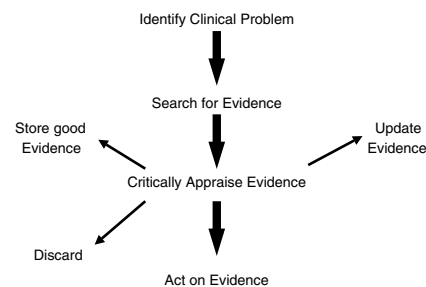 Identify Clinical Problem
Search for Evidence
Store good
Evidence
Update
Evidence
Critically Appraise Evidence
Discard
Act on Evidence